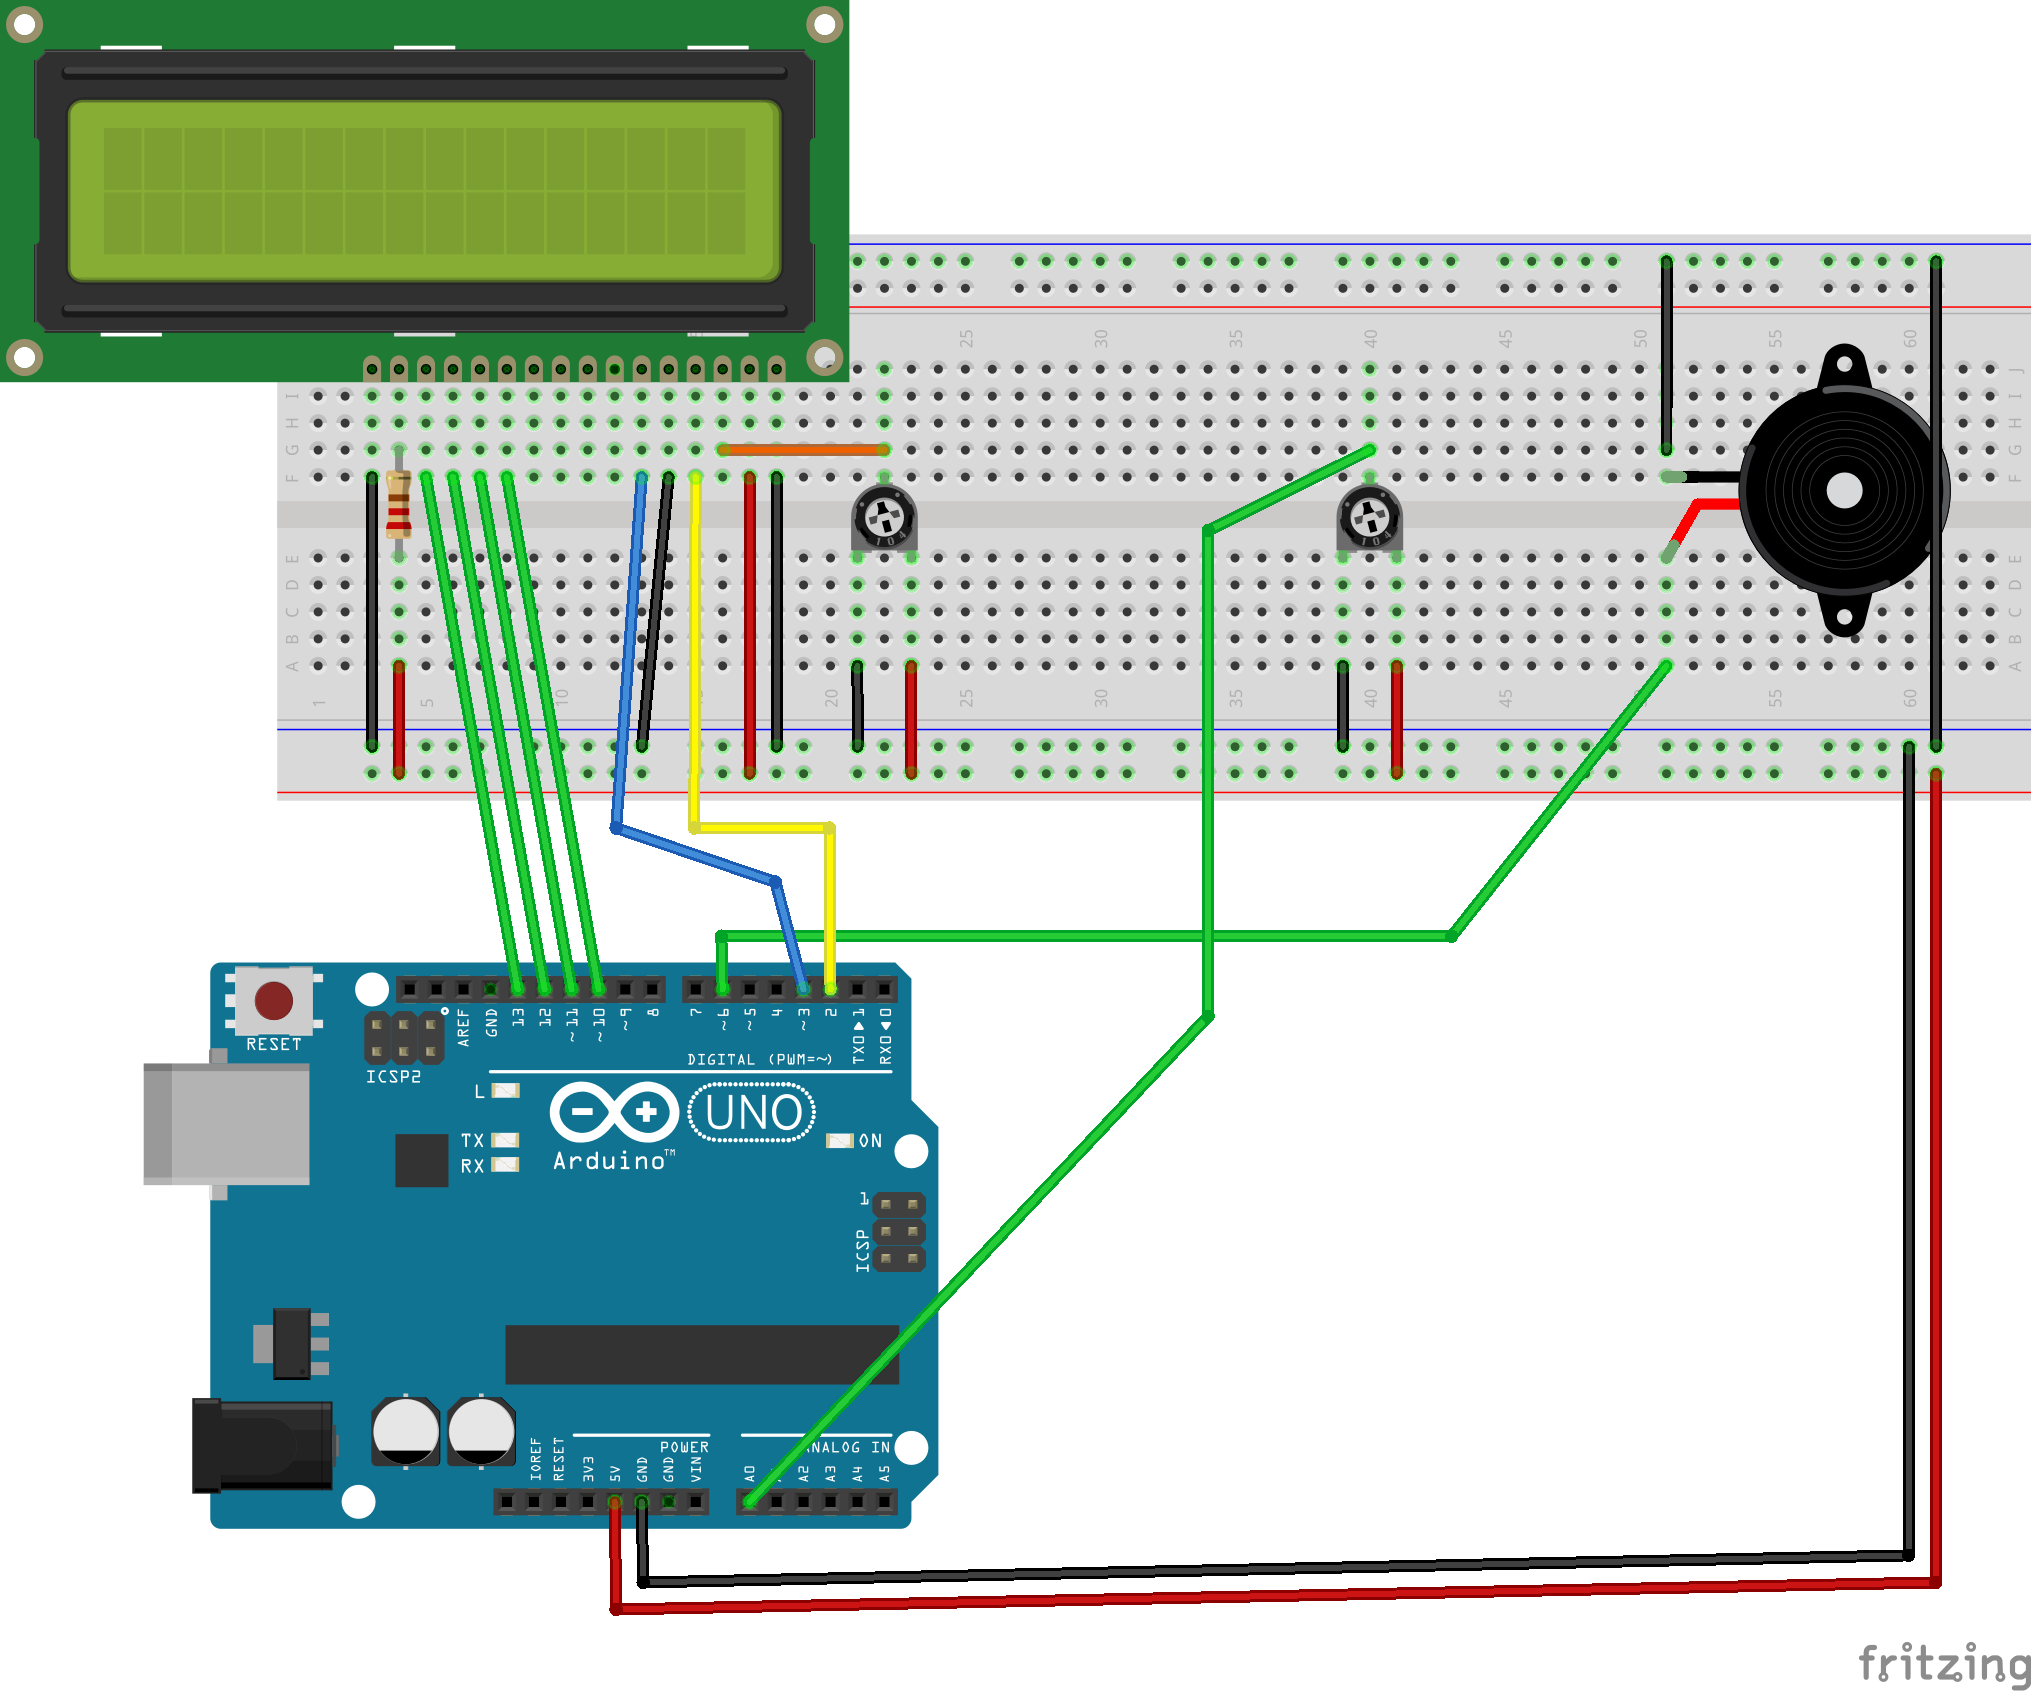 25 30 35 40 45 50 55 60
J
I I
H H
G G
F F
104 104
E E
D D
C C
B B
A A
1 5 10 20 25 30 35 40 45 55 60
RESET
ICSP2
AREF GND 13 12 ~11 ~10 ~9 8 7 ~6 ~5 4 ~3 2 TX0▶1 RX0◀0
DIGITAL (PWM=~)
L
UNO
TX
RX
ON
Arduino™
1
ICSP
POWER
ANALOG IN
IOREF RESET 3V3 5V GND GND VIN A0 A2 A3 A4 A5
fritzing